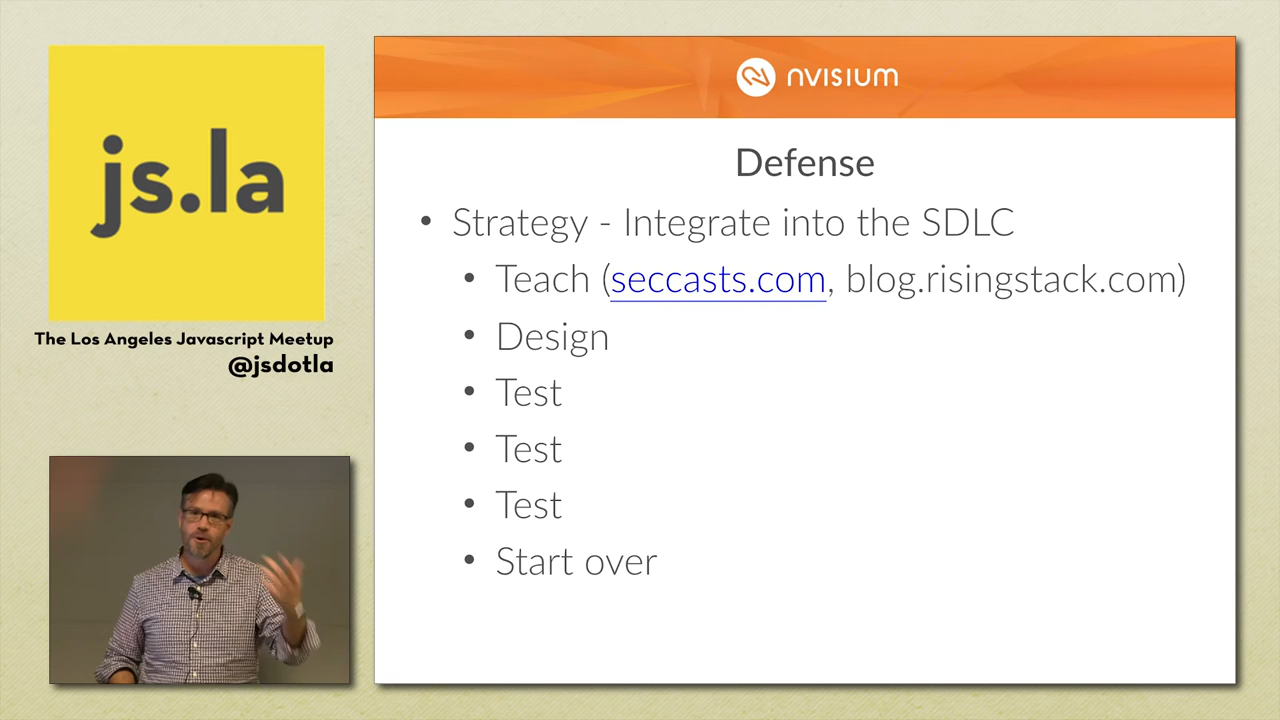 js.la
The Los Angeles Javascript Meetup
@jsdotla
nvisium
Defense
• Strategy - Integrate into the SDLC
• Teach (seccasts.com, blog.risingstack.com)
• Design
• Test
• Test
• Test
• Start over